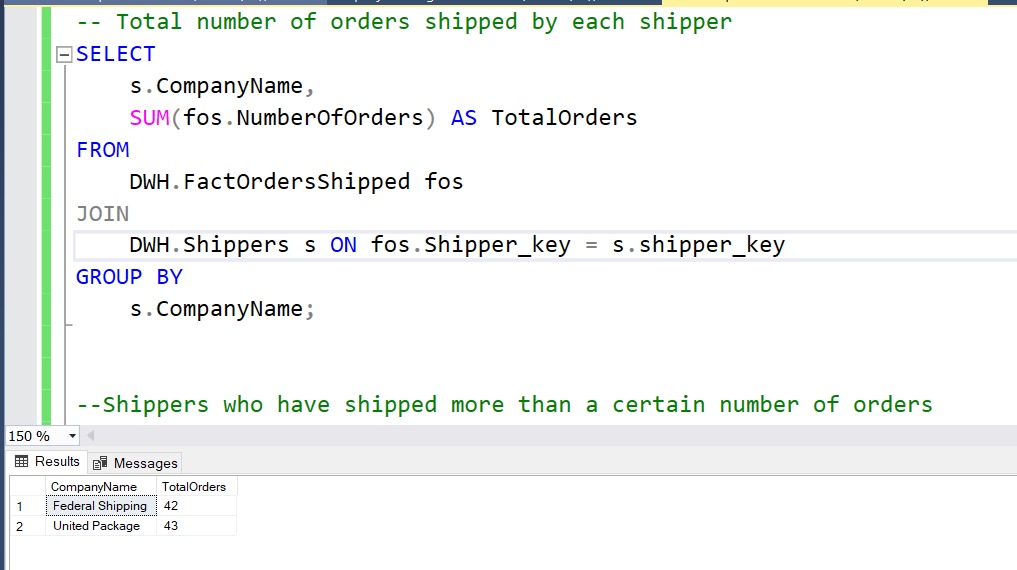 -- Total number of orders shipped by each shipper
SELECT
s.CompanyName,
SUM(fos.NumberOfOrders) AS TotalOrders
FROM
DWH.FactOrdersShipped fos
JOIN
DWH.Shippers s ON fos.Shipper_key = s.shipper_key
GROUP BY
s.CompanyName;
--Shippers who have shipped more than a certain number of orders
150 %
Results Messages
CompanyName TotalOrders
1 Federal Shipping 42
2 United Package 43